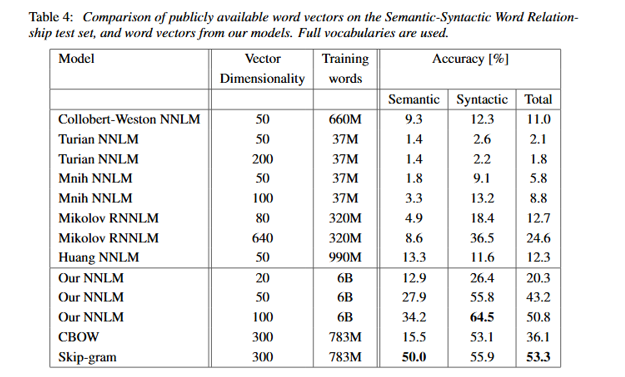 Table 4: Comparison of publicly available word vectors on the Semantic-Syntactic Word Relation-
ship test set, and word vectors from our models. Full vocabularies are used.
Model Vector Training Accuracy [%]
Dimensionality words
Semantic Syntactic Total
Collobert-Weston NNLM 50 660M 9.3 12.3 11.0
Turian NNLM 50 37M 1.4 2.6 2.1
Turian NNLM 200 37M 1.4 2.2 1.8
Mnih NNLM 50 37M 1.8 9.1 5.8
Mnih NNLM 100 37M 3.3 13.2 8.8
Mikolov RNNLM 80 320M 4.9 18.4 12.7
Mikolov RNNLM 640 320M 8.6 36.5 24.6
Huang NNLM 50 990M 13.3 11.6 12.3
Our NNLM 20 6B 12.9 26.4 20.3
Our NNLM 50 6B 27.9 55.8 43.2
Our NNLM 100 6B 34.2 64.5 50.8
CBOW 300 783M 15.5 53.1 36.1
Skip-gram 300 783M 50.0 55.9 53.3